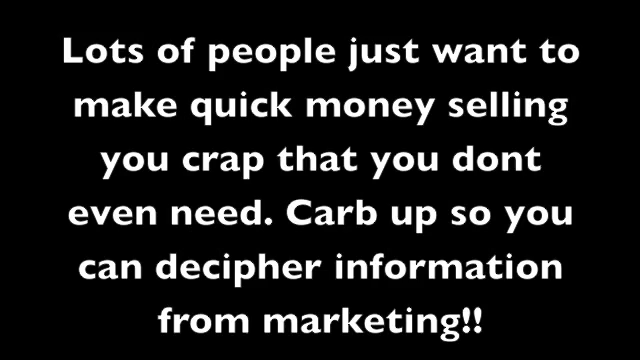 Lots of people just want to
make quick money selling
you crap that you dont
even need. Carb up so you
can decipher information
from marketing!!